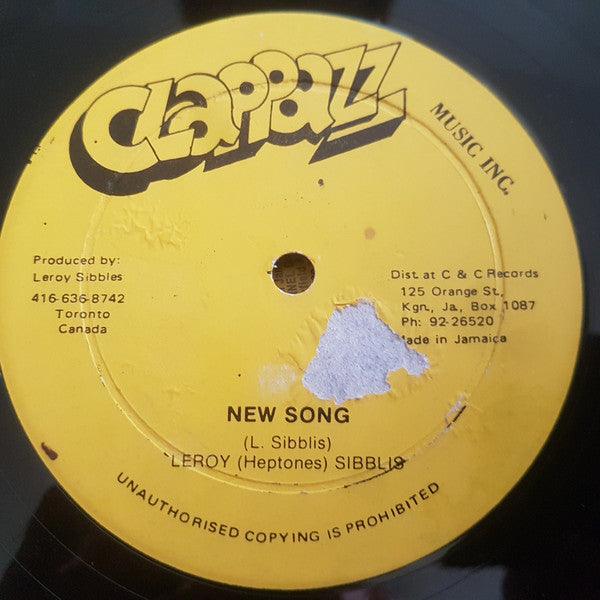 CLAPPAZZ
MUSIC INC.
Produced by:
Leroy Sibbles
416-636-8742
Toronto
Canada
Dist. at C & C Records
125 Orange St.,
Kgn., Ja., Box 1087
Ph: 92-26520
Made in Jamaica
NEW SONG
(L. Sibblis)
LEROY (Heptones) SIBBLIS
UNAUTHORISED COPYING IS PROHIBITED